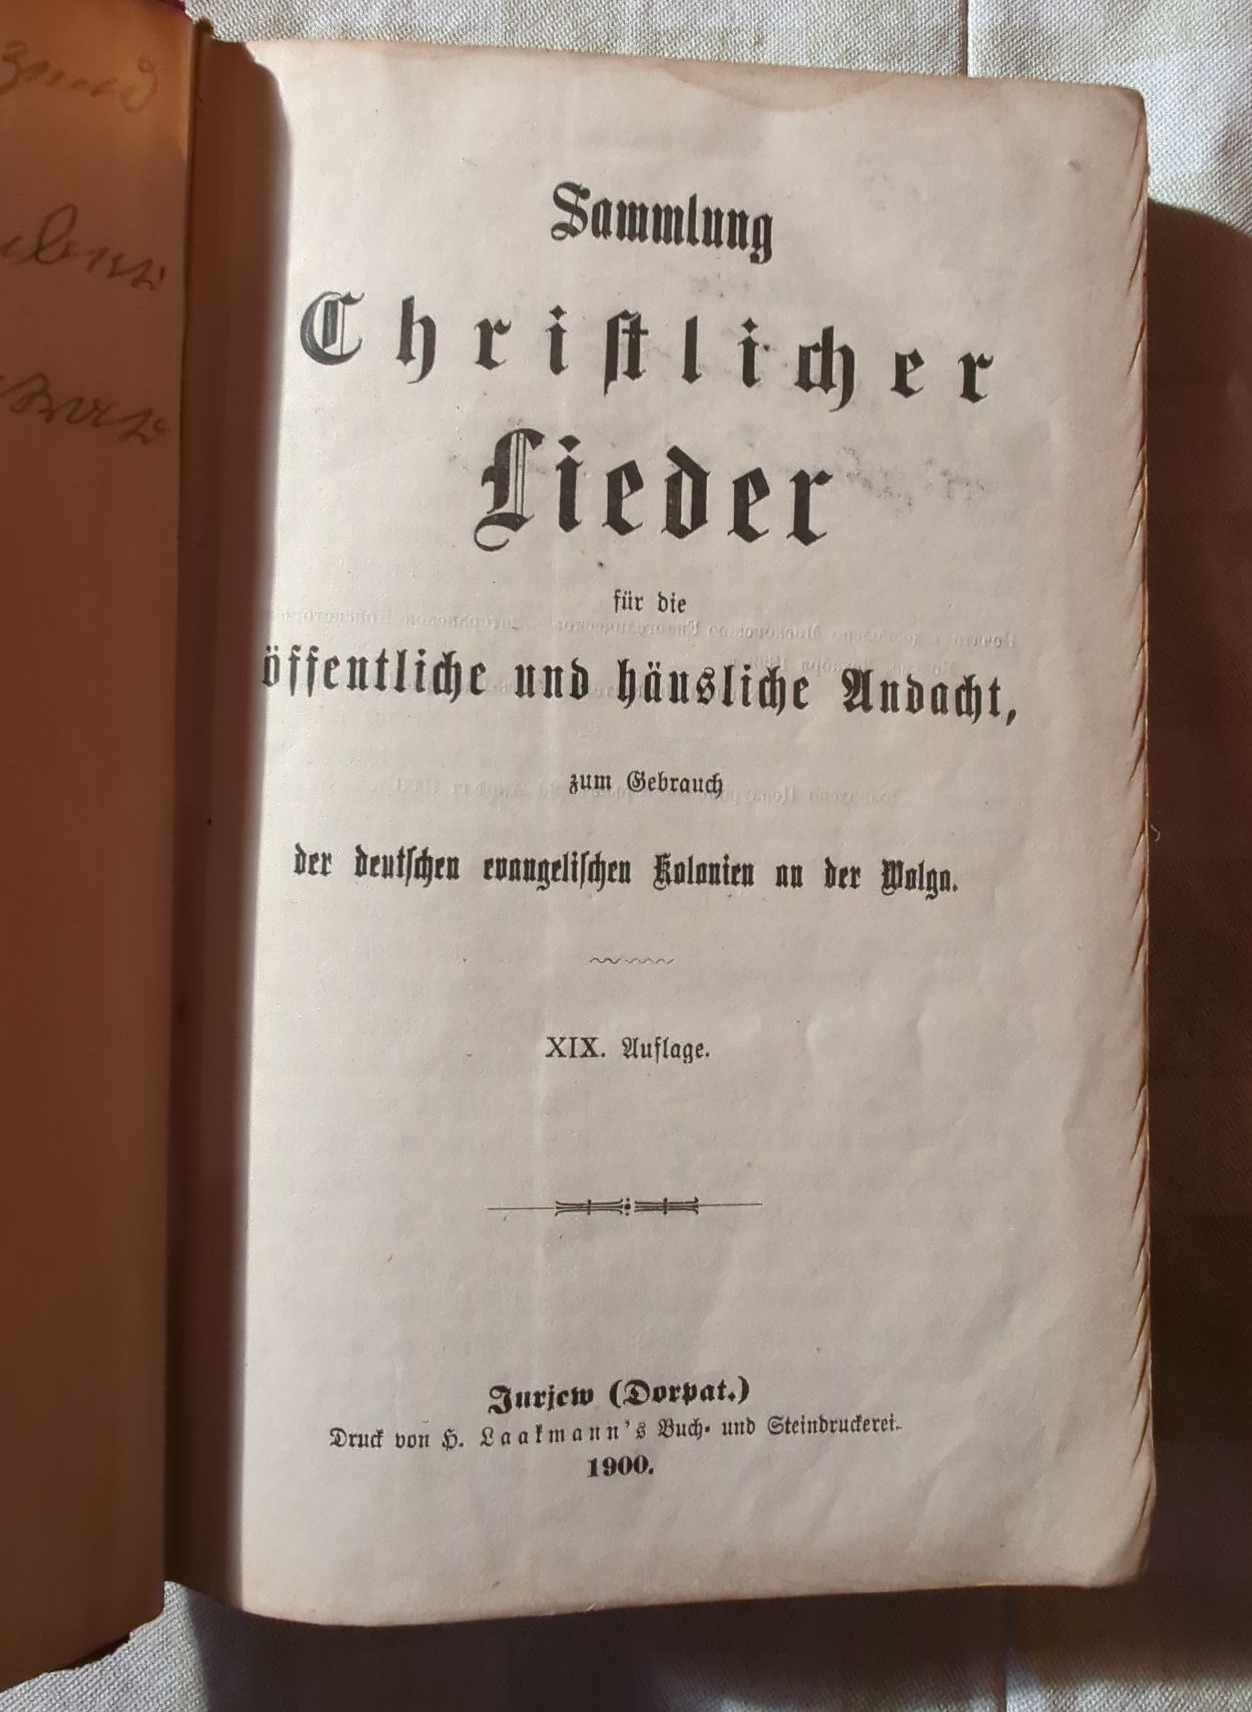 Sammlung
Christlicher
Lieder
für die
öffentliche und häusliche Andacht,
zum Gebrauch
der deutschen evangelischen Kolonien an der Wolga.
XIX. Auflage.
Jurjew (Dorpat.)
Druck von H. Laakmann's Buch- und Steindruckerei.
1900.